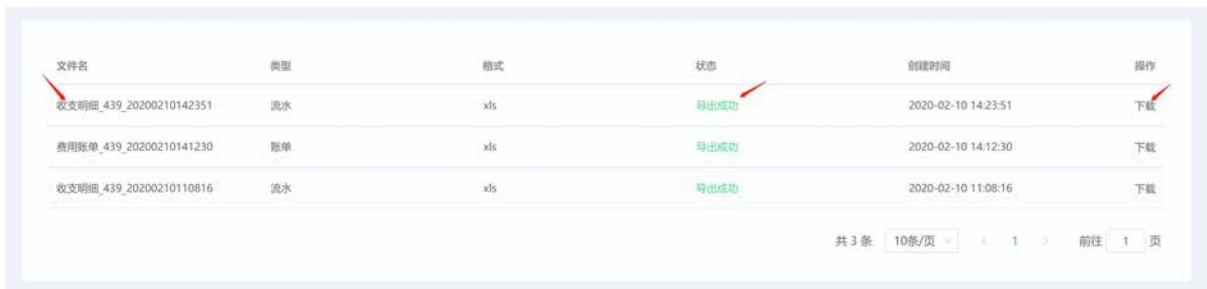 文件名 类型 格式 状态 创建时间 操作
收支明细_439_20200210142351 流水 xls 导出成功 2020-02-10 14:23:51 下载
费用账单_439_20200210141230 账单 xls 导出成功 2020-02-10 14:12:30 下载
收支明细_439_20200210110816 流水 xls 导出成功 2020-02-10 11:08:16 下载
共 3 条 10条/页 1 前往 1 页